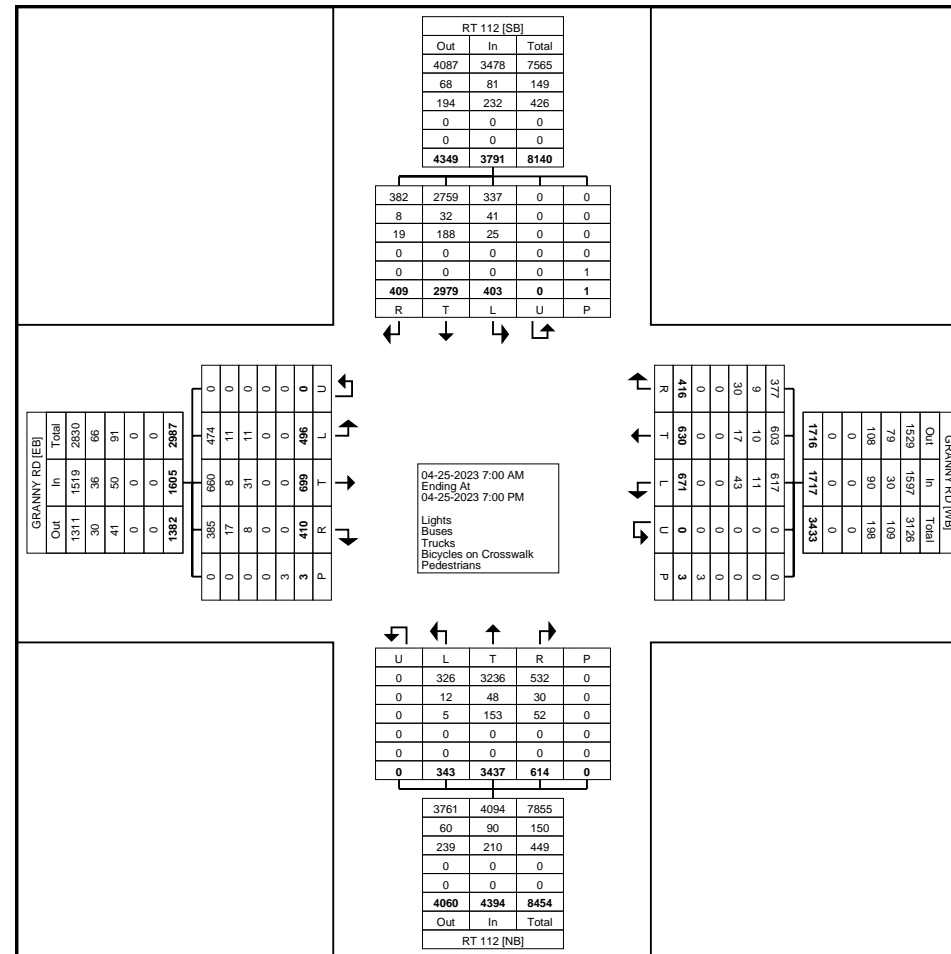 RT 112 [SB]
Out In Total
4087 3478 7565
68 81 149
194 232 426
0 0 0
0 0 0
4349 3791 8140
382 2759 337 0 0
8 32 41 0 0
19 188 25 0 0
0 0 0 0 0
0 0 0 0 1
409 2979 403 0 1
R T L U P
GRANNY RD [EB]
Out In Total
1311 1519 2830
30 36 66
41 50 91
0 0 0
0 0 0
1382 1605 2987
U L T R P
0 496 699 410 3
0 0 0 0 3
0 0 0 0 0
0 11 31 8 0
0 11 8 17 0
0 474 660 385 0
04-25-2023 7:00 AM
Ending At
04-25-2023 7:00 PM
Lights
Buses
Trucks
Bicycles on Crosswalk
Pedestrians
GRANNY RD [WB]
Out In Total
1529 1597 3126
79 30 109
108 90 198
0 0 0
0 0 0
1716 1717 3433
377 603 617 0 0
9 10 11 0 0
30 17 43 0 0
0 0 0 0 0
0 0 0 0 3
416 630 671 0 3
R T L U P
U L T R P
0 326 3236 532 0
0 12 48 30 0
0 5 153 52 0
0 0 0 0 0
0 0 0 0 0
0 343 3437 614 0
3761 4094 7855
60 90 150
239 210 449
0 0 0
0 0 0
4060 4394 8454
Out In Total
RT 112 [NB]